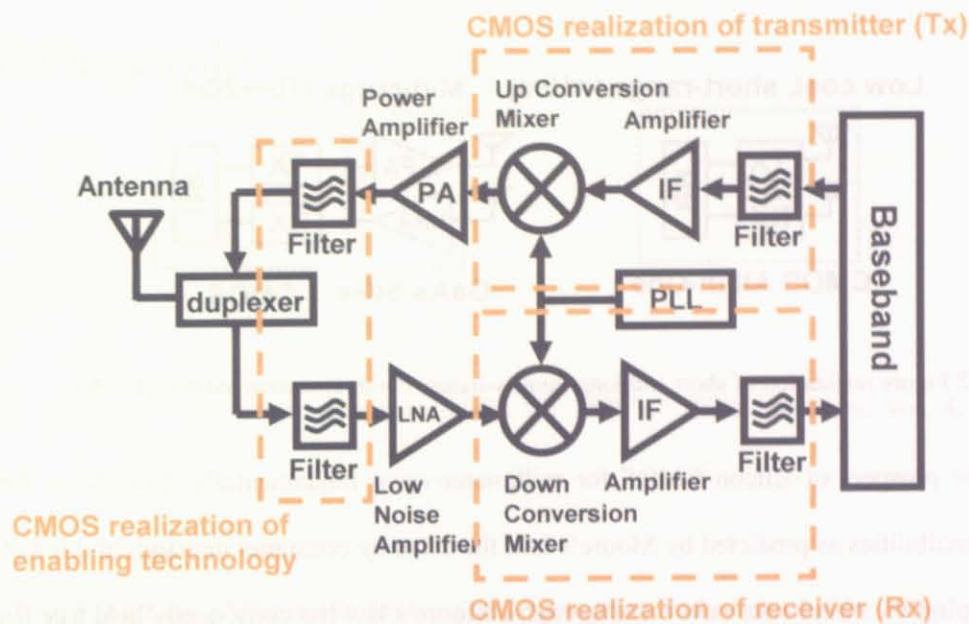 CMOS realization of transmitter (Tx)
Power
Amplifier
Up Conversion
Mixer
Amplifier
Antenna
PA
IF
Filter
Filter
duplexer
PLL
Baseband
LNA
IF
Filter
Filter
Low
Noise
Amplifier
Down
Conversion
Mixer
Amplifier
CMOS realization of
enabling technology
CMOS realization of receiver (Rx)